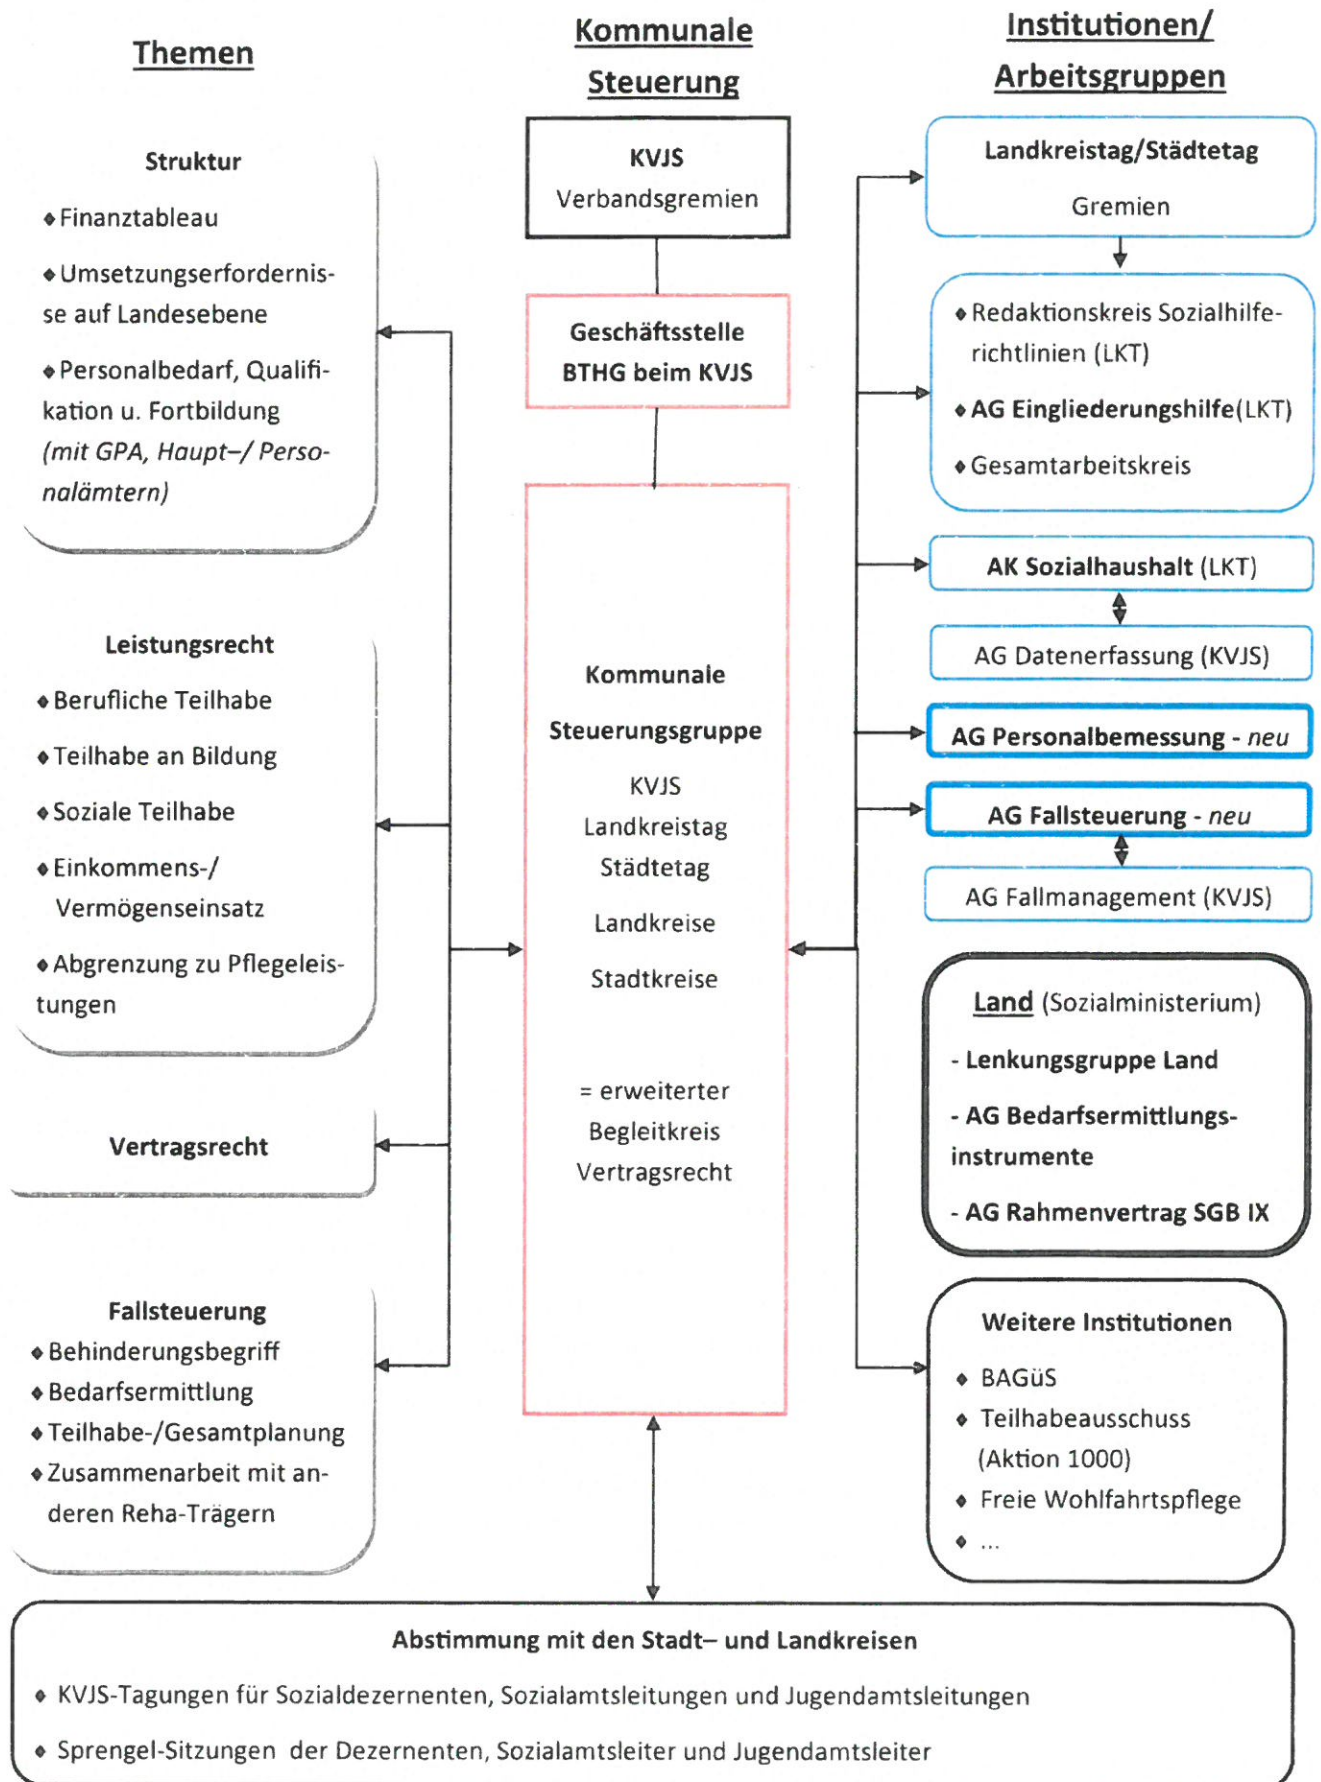 Themen
Struktur
◆ Finanztableau
◆ Umsetzungserfordernis-
se auf Landesebene
◆ Personalbedarf, Qualifi-
kation u. Fortbildung
(mit GPA, Haupt–/ Perso-
nalämtern)
Leistungsrecht
◆ Berufliche Teilhabe
◆ Teilhabe an Bildung
◆ Soziale Teilhabe
◆ Einkommens-/
Vermögenseinsatz
◆ Abgrenzung zu Pflegeleis-
tungen
Vertragsrecht
Fallsteuerung
◆ Behinderungsbegriff
◆ Bedarfsermittlung
◆ Teilhabe-/Gesamtplanung
◆ Zusammenarbeit mit an-
deren Reha-Trägern
Kommunale
Steuerung
KVJS
Verbandsgremien
Geschäftsstelle
BTHG beim KVJS
Kommunale
Steuerungsgruppe
KVJS
Landkreistag
Städtetag
Landkreise
Stadtkreise
= erweiterter
Begleitkreis
Vertragsrecht
Institutionen/
Arbeitsgruppen
Landkreistag/Städtetag
Gremien
◆ Redaktionskreis Sozialhilfe-
richtlinien (LKT)
◆ AG Eingliederungshilfe(LKT)
◆ Gesamtarbeitskreis
AK Sozialhaushalt (LKT)
AG Datenerfassung (KVJS)
AG Personalbemessung - neu
AG Fallsteuerung - neu
AG Fallmanagement (KVJS)
Land (Sozialministerium)
- Lenkungsgruppe Land
- AG Bedarfsermittlungs-
instrumente
- AG Rahmenvertrag SGB IX
Weitere Institutionen
◆ BAGüS
◆ Teilhabeausschuss
(Aktion 1000)
◆ Freie Wohlfahrtspflege
◆ ...
Abstimmung mit den Stadt– und Landkreisen
◆ KVJS-Tagungen für Sozialdezernenten, Sozialamtsleitungen und Jugendamtsleitungen
◆ Sprengel-Sitzungen der Dezernenten, Sozialamtsleiter und Jugendamtsleiter